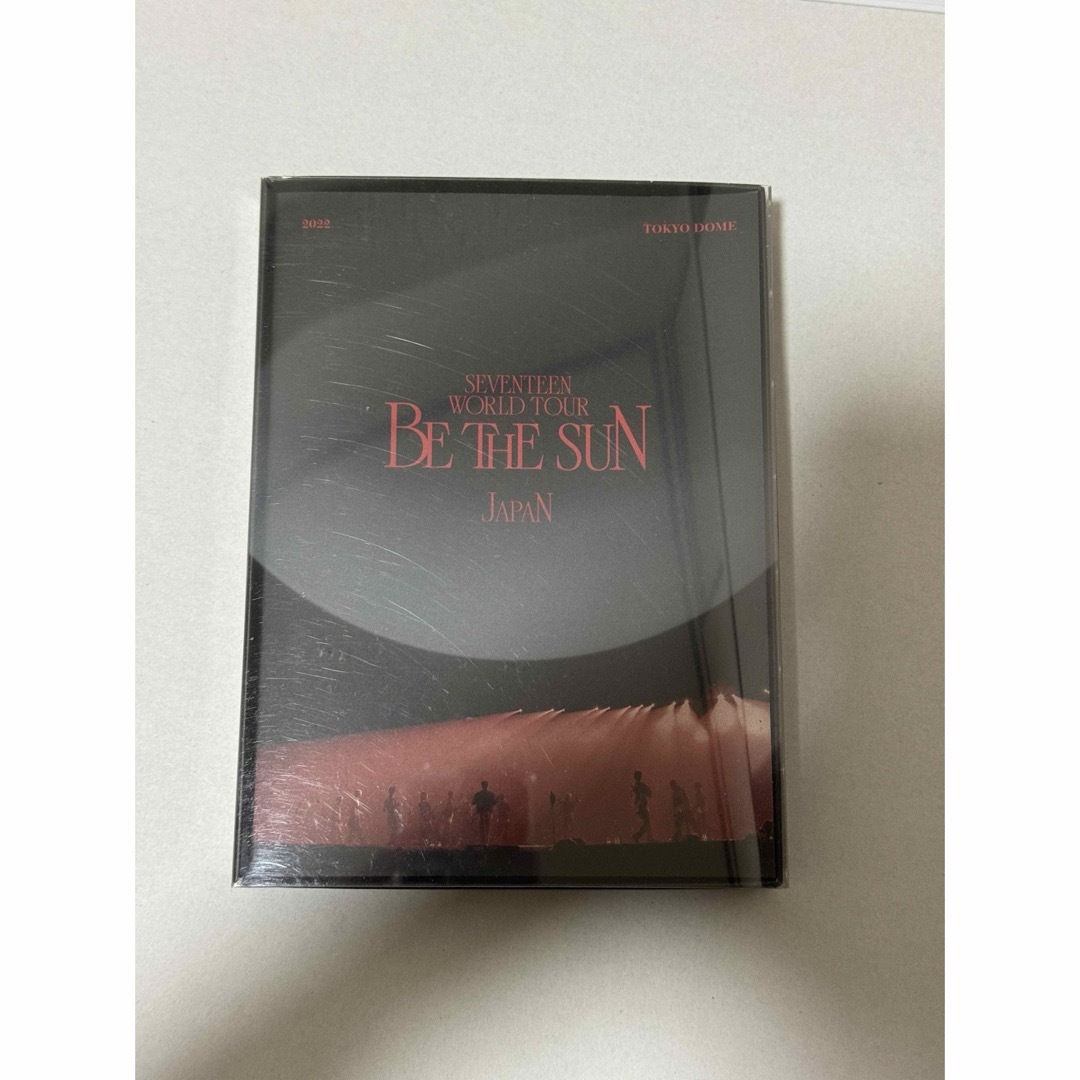 2022
TOKYO DOME
SEVENTEEN
WORLD TOUR
BE THE SUN
JAPAN